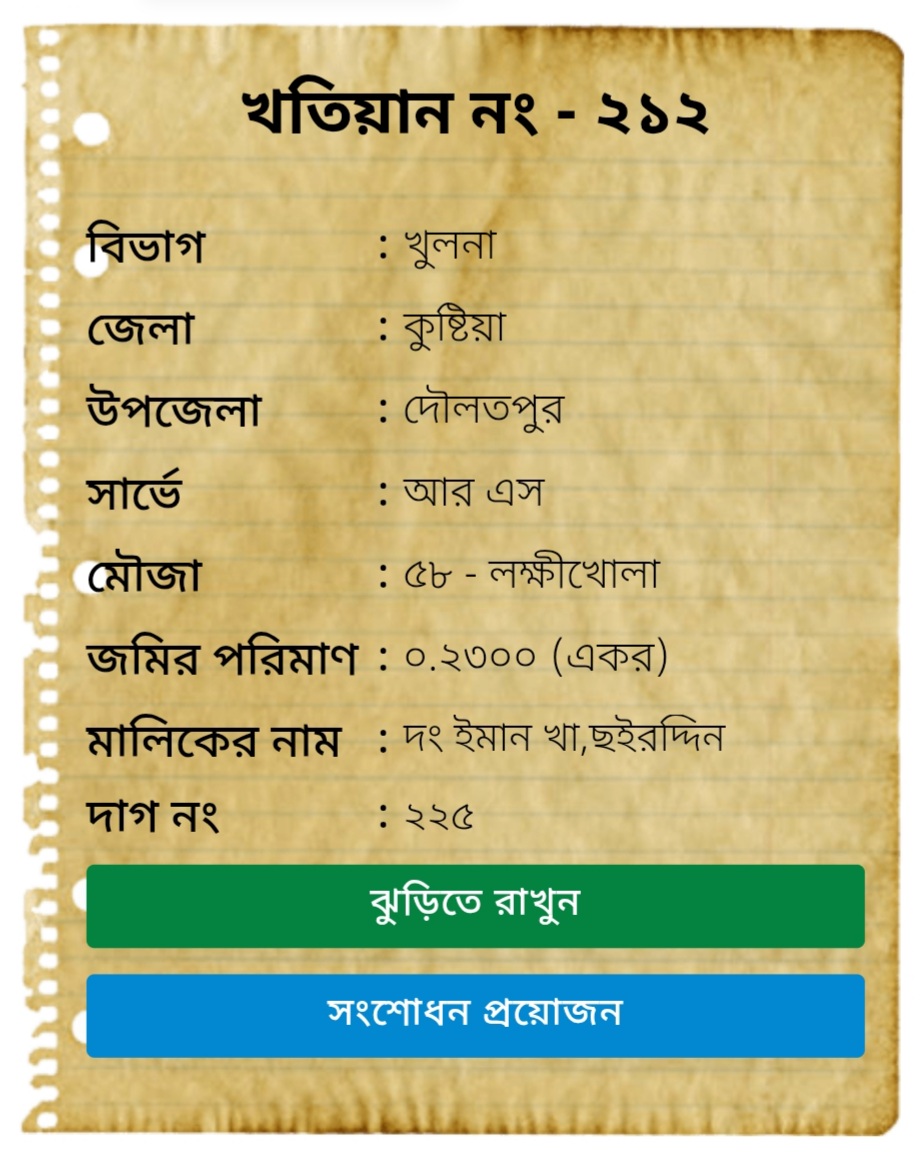 খতিয়ান নং - ২১২
বিভাগ : খুলনা
জেলা : কুষ্টিয়া
উপজেলা : দৌলতপুর
সার্ভে : আর এস
মৌজা : ৫৮ - লক্ষীখোলা
জমির পরিমাণ : ০.২৩০০ (একর)
মালিকের নাম : দং ইমান খা,ছইরদ্দিন
দাগ নং : ২২৫
ঝুড়িতে রাখুন
সংশোধন প্রয়োজন